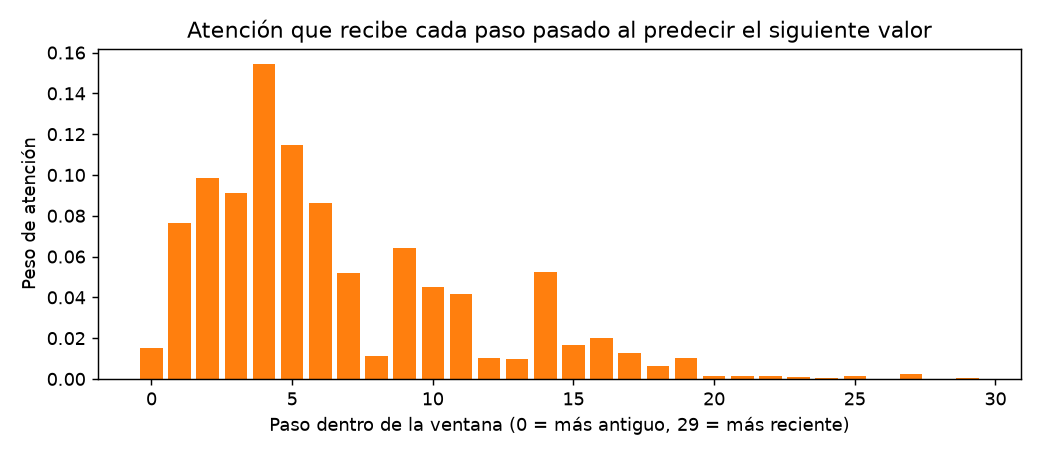 Atención que recibe cada paso pasado al predecir el siguiente valor
0.16
0.14
0.12
0.10
0.08
0.06
0.04
0.02
0.00
Peso de atención
0 5 10 15 20 25 30
Paso dentro de la ventana (0 = más antiguo, 29 = más reciente)